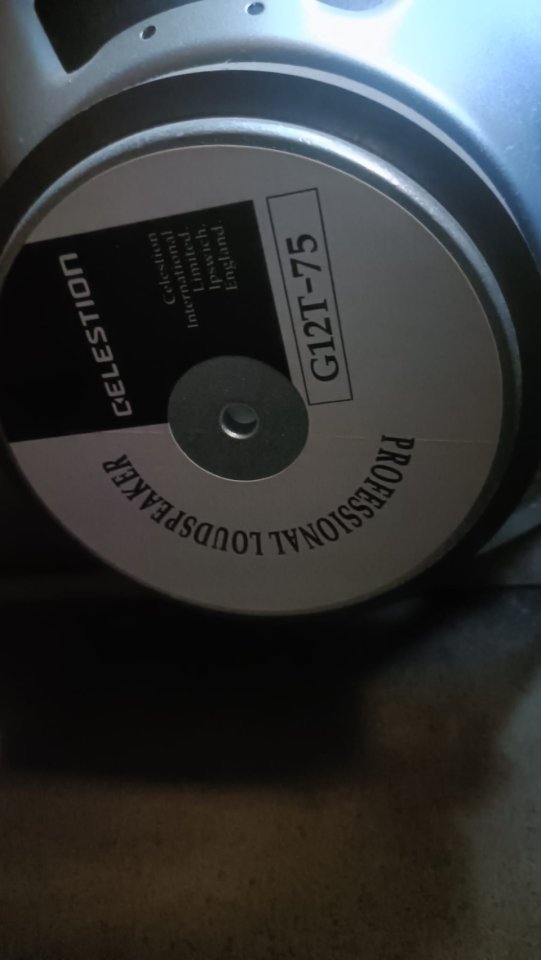 CELESTION
Celestion
International
Limited.
Ipswich,
England.
G12T-75
PROFESSIONAL LOUDSPEAKER